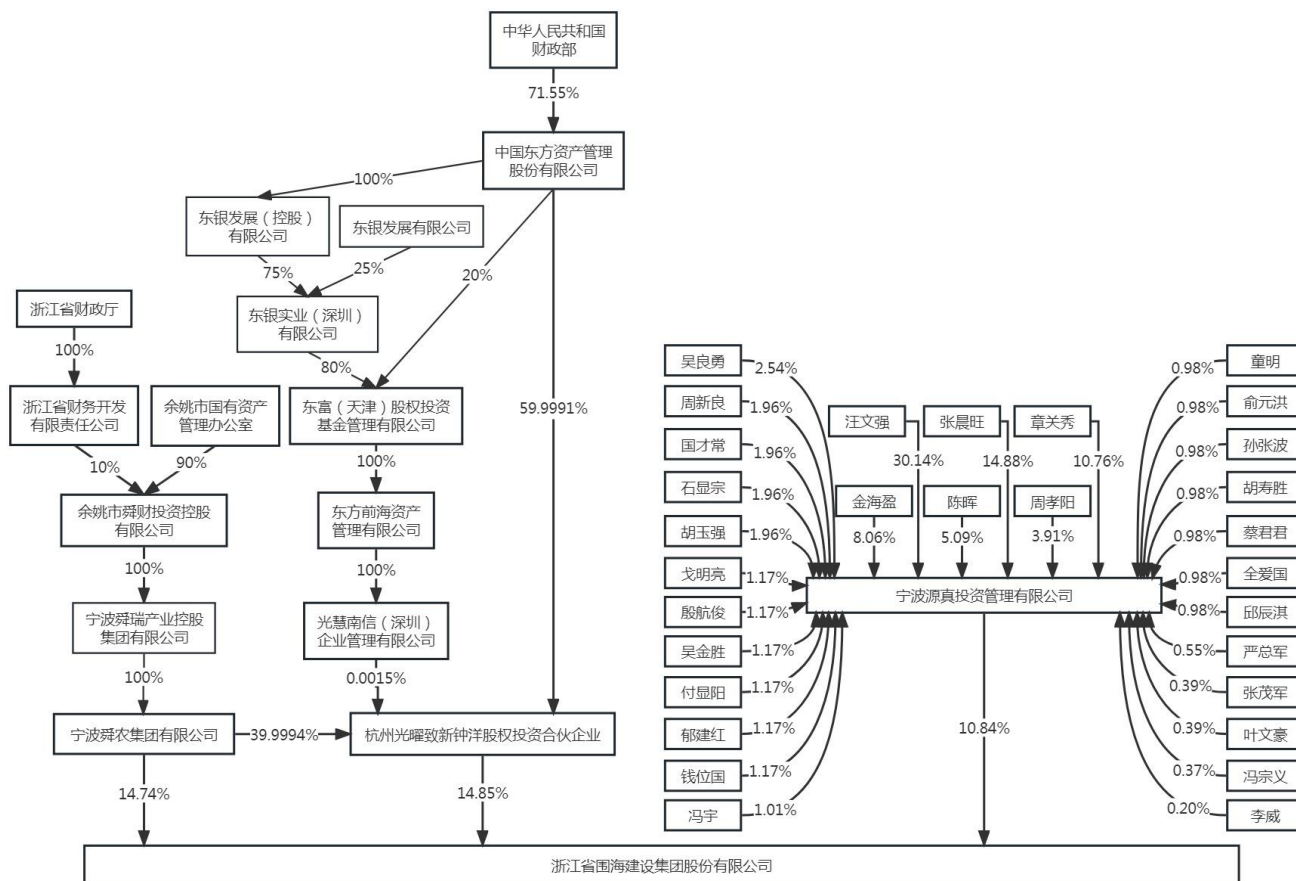 中华人民共和国
财政部
71.55%
中国东方资产管理
股份有限公司
100%
东银发展（控股）
有限公司
东银发展有限公司
75%
25%
20%
浙江省财政厅
东银实业（深圳）
有限公司
100%
80%
59.9991%
浙江省财务开发
有限责任公司
余姚市国有资产
管理办公室
东富（天津）股权投资
基金管理有限公司
10%
90%
100%
余姚市舜财投资控股
有限公司
东方前海资产
管理有限公司
100%
100%
宁波舜瑞产业控股
集团有限公司
光慧南信（深圳）
企业管理有限公司
100%
0.0015%
宁波舜农集团有限公司
39.9994%
杭州光曜致新钟洋股权投资合伙企业
14.74%
14.85%
吴良勇
2.54%
周新良
1.96%
国才常
1.96%
石显宗
1.96%
胡玉强
1.96%
戈明亮
1.17%
殷航俊
1.17%
吴金胜
1.17%
付显阳
1.17%
郁建红
1.17%
钱位国
1.17%
冯宇
1.01%
汪文强
张晨旺
章关秀
30.14%
14.88%
10.76%
金海盈
陈晖
周孝阳
8.06%
5.09%
3.91%
宁波源真投资管理有限公司
10.84%
童明
0.98%
俞元洪
0.98%
孙张波
0.98%
胡寿胜
0.98%
蔡君君
0.98%
全爱国
0.98%
邱辰淇
0.98%
严总军
0.55%
张茂军
0.39%
叶文豪
0.39%
冯宗义
0.37%
李威
0.20%
浙江省围海建设集团股份有限公司